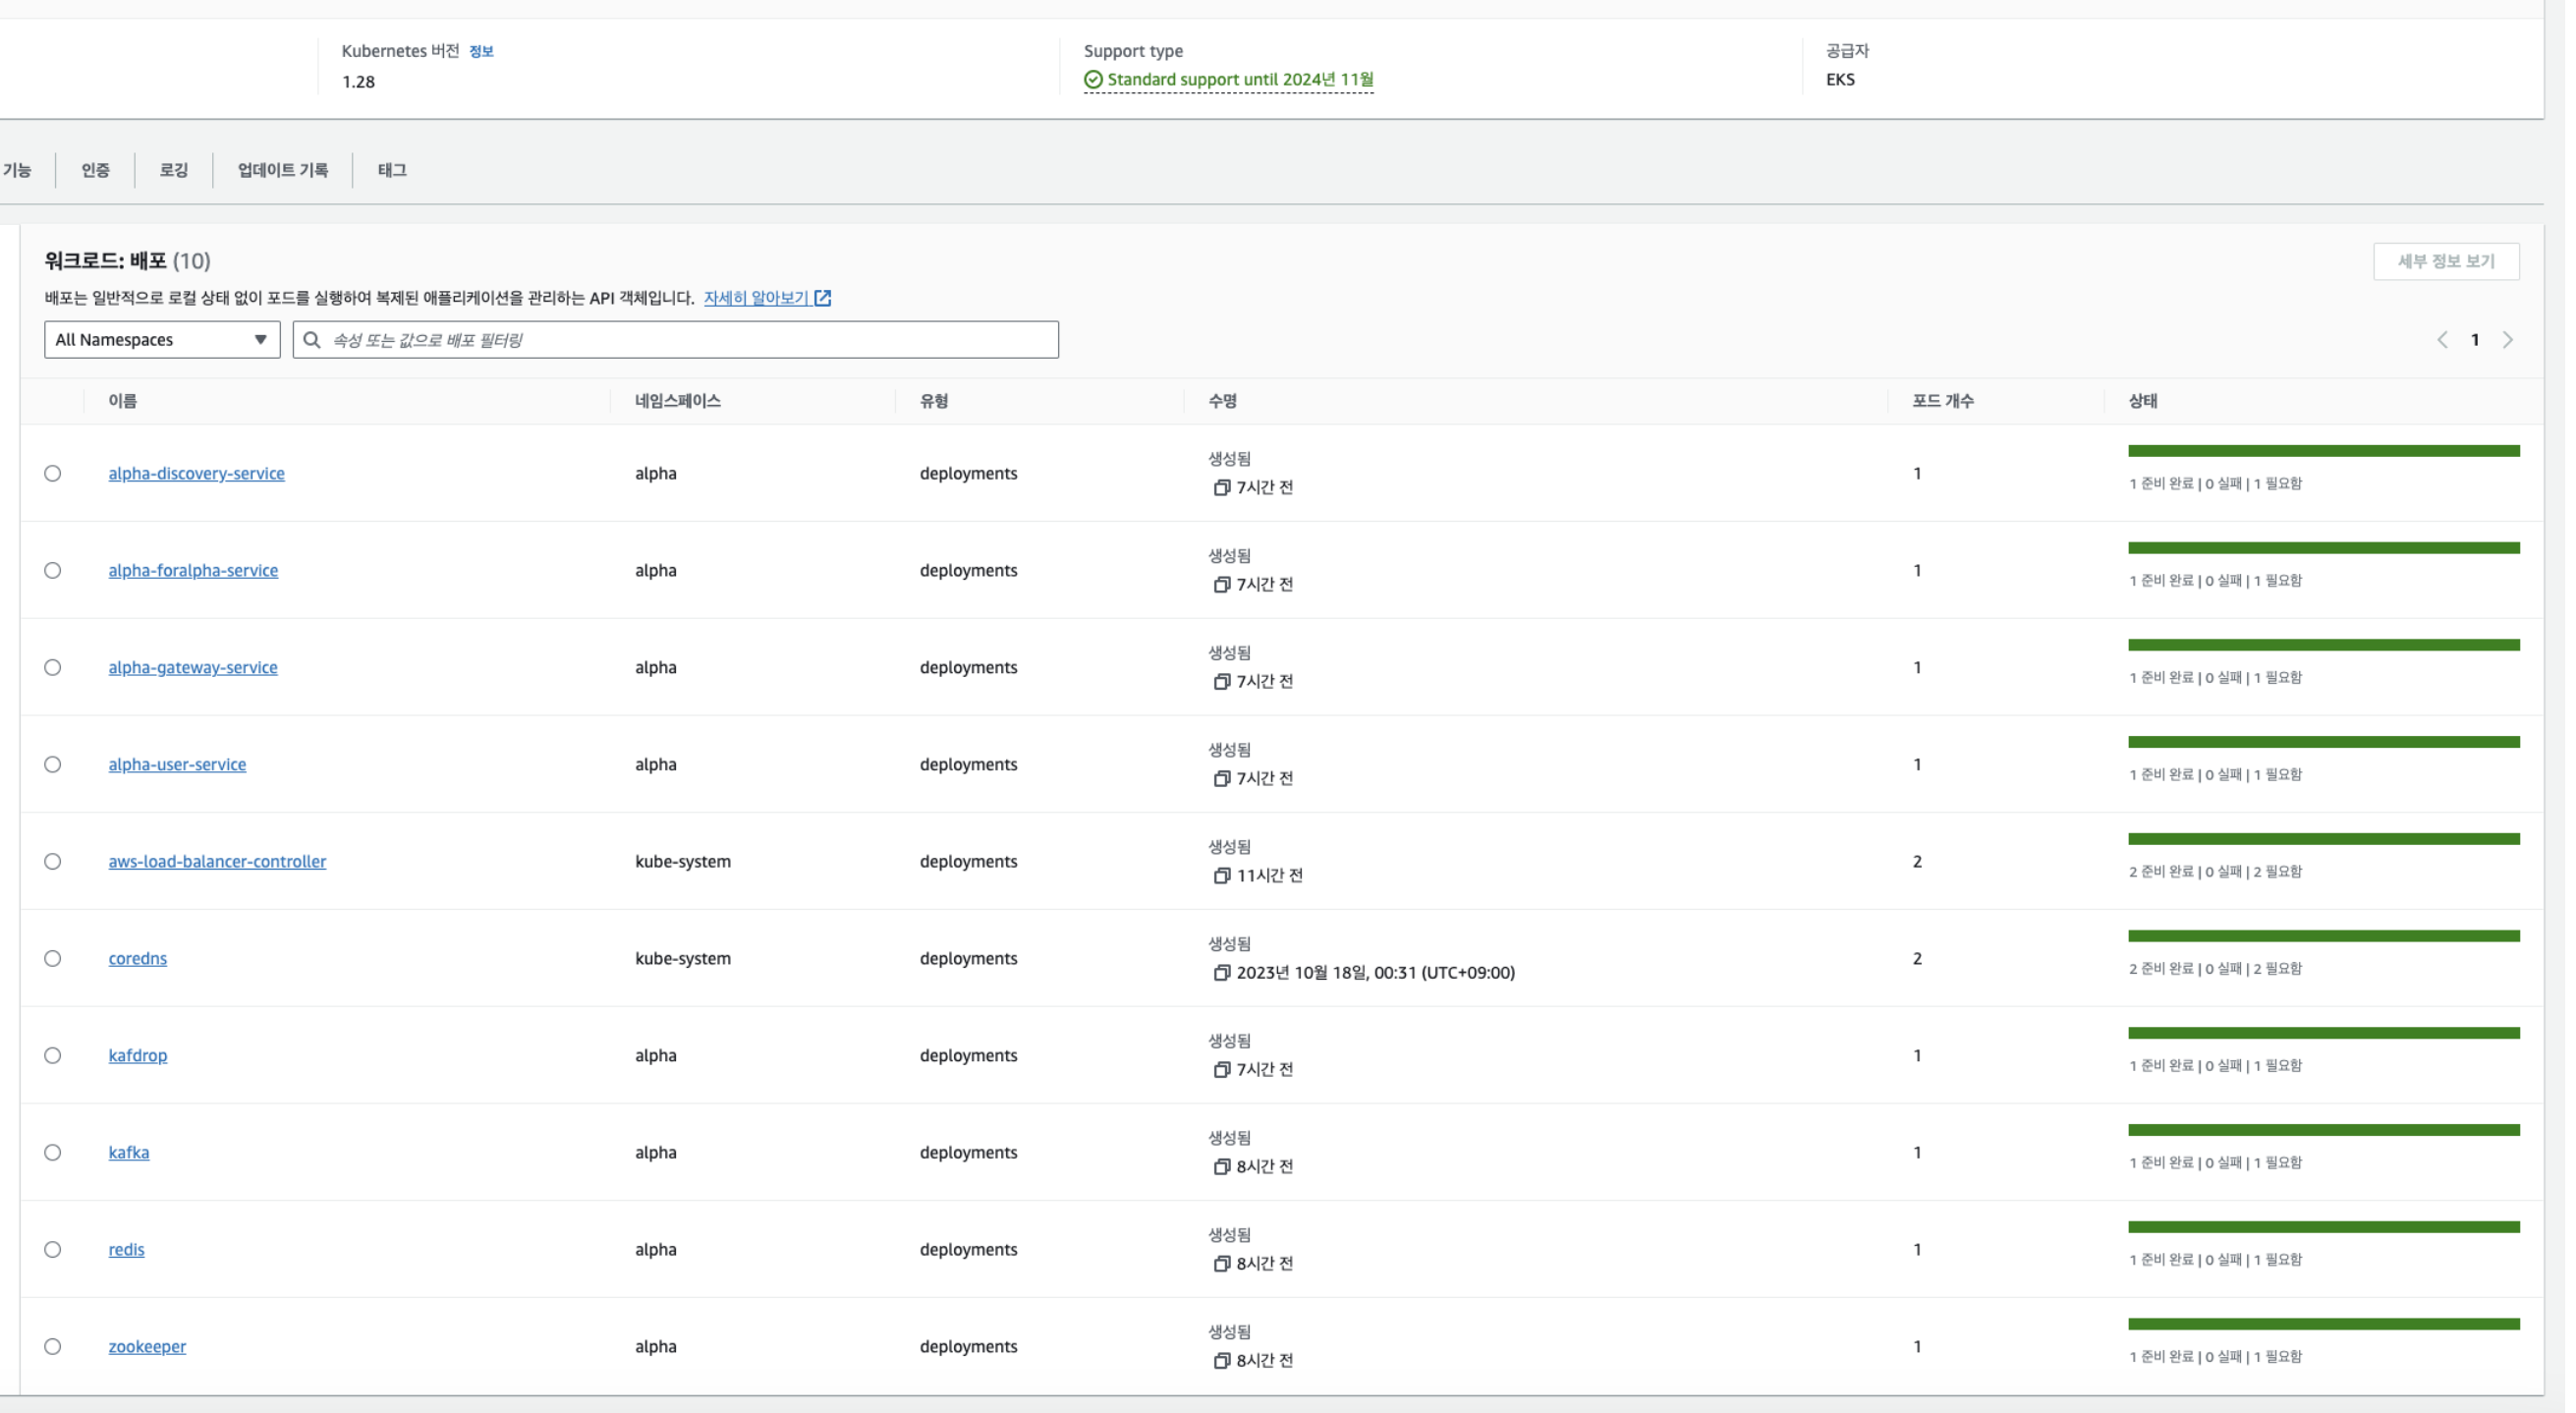 Kubernetes 버전 정보
1.28
Support type
Standard support until 2024년 11월
공급자
EKS
기능
인증
로깅
업데이트 기록
태그
워크로드: 배포 (10)
세부 정보 보기
배포는 일반적으로 로컬 상태 없이 포드를 실행하여 복제된 애플리케이션을 관리하는 API 객체입니다. 자세히 알아보기
All Namespaces
속성 또는 값으로 배포 필터링
1
이름 네임스페이스 유형 수명 포드 개수 상태
alpha-discovery-service alpha deployments 생성됨 1
7시간 전
1 준비 완료 | 0 실패 | 1 필요함
alpha-foralpha-service alpha deployments 생성됨 1
7시간 전
1 준비 완료 | 0 실패 | 1 필요함
alpha-gateway-service alpha deployments 생성됨 1
7시간 전
1 준비 완료 | 0 실패 | 1 필요함
alpha-user-service alpha deployments 생성됨 1
7시간 전
1 준비 완료 | 0 실패 | 1 필요함
aws-load-balancer-controller kube-system deployments 생성됨 2
11시간 전
2 준비 완료 | 0 실패 | 2 필요함
coredns kube-system deployments 생성됨 2
2023년 10월 18일, 00:31 (UTC+09:00)
2 준비 완료 | 0 실패 | 2 필요함
kafdrop alpha deployments 생성됨 1
7시간 전
1 준비 완료 | 0 실패 | 1 필요함
kafka alpha deployments 생성됨 1
8시간 전
1 준비 완료 | 0 실패 | 1 필요함
redis alpha deployments 생성됨 1
8시간 전
1 준비 완료 | 0 실패 | 1 필요함
zookeeper alpha deployments 생성됨 1
8시간 전
1 준비 완료 | 0 실패 | 1 필요함